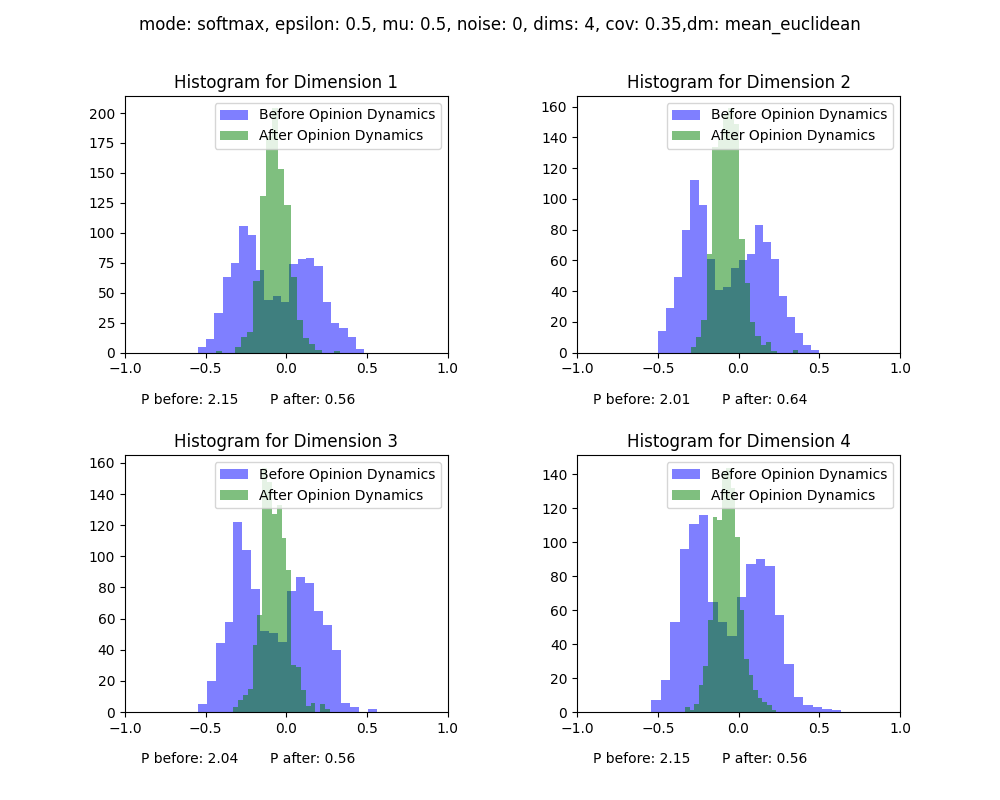 mode: softmax, epsilon: 0.5, mu: 0.5, noise: 0, dims: 4, cov: 0.35,dm: mean_euclidean
Histogram for Dimension 1
Before Opinion Dynamics
After Opinion Dynamics
200
175
150
125
100
75
50
25
0
−1.0 −0.5 0.0 0.5 1.0
P before: 2.15 P after: 0.56
Histogram for Dimension 2
Before Opinion Dynamics
After Opinion Dynamics
160
140
120
100
80
60
40
20
0
−1.0 −0.5 0.0 0.5 1.0
P before: 2.01 P after: 0.64
Histogram for Dimension 3
Before Opinion Dynamics
After Opinion Dynamics
160
140
120
100
80
60
40
20
0
−1.0 −0.5 0.0 0.5 1.0
P before: 2.04 P after: 0.56
Histogram for Dimension 4
Before Opinion Dynamics
After Opinion Dynamics
140
120
100
80
60
40
20
0
−1.0 −0.5 0.0 0.5 1.0
P before: 2.15 P after: 0.56